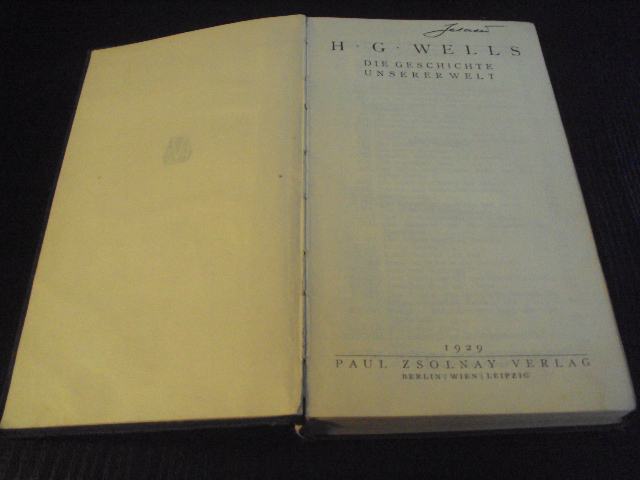 H · G · WELLS
DIE GESCHICHTE
UNSERER WELT
1929
PAUL ZSOLNAY VERLAG
BERLIN | WIEN | LEIPZIG